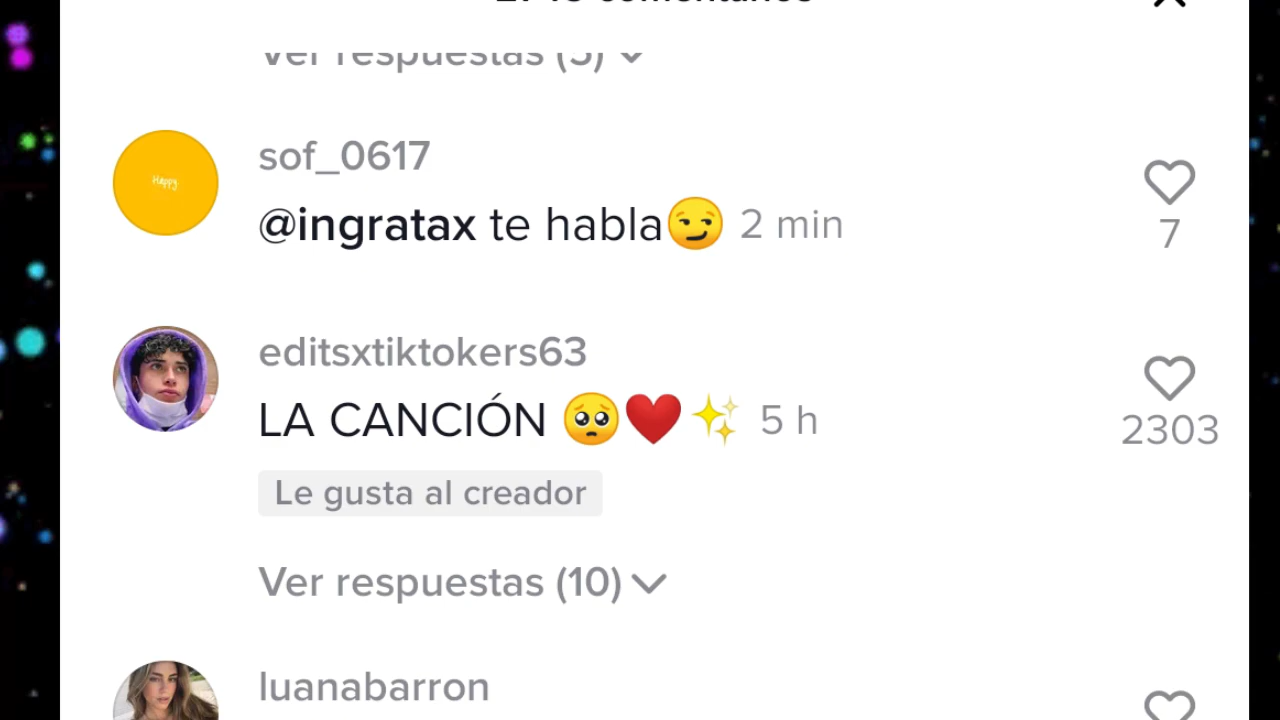 Ver respuestas (5)
sof_0617
Happy
@ingratax te habla😏 2 min
7
editsxtiktokers63
LA CANCIÓN 🥺❤️✨ 5 h
2303
Le gusta al creador
Ver respuestas (10)
luanabarron